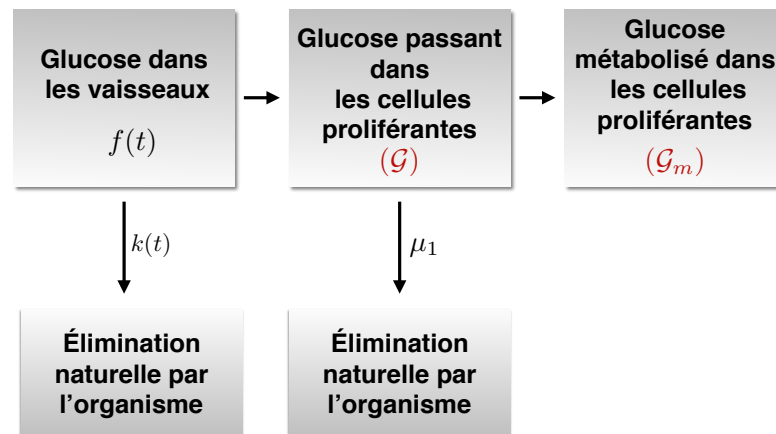 Glucose dans
les vaisseaux
f(t)
Glucose passant
dans
les cellules
proliférantes
(𝒢)
Glucose
métabolisé dans
les cellules
proliférantes
(𝒢ₘ)
k(t)
μ₁
Élimination
naturelle par
l'organisme
Élimination
naturelle par
l'organisme